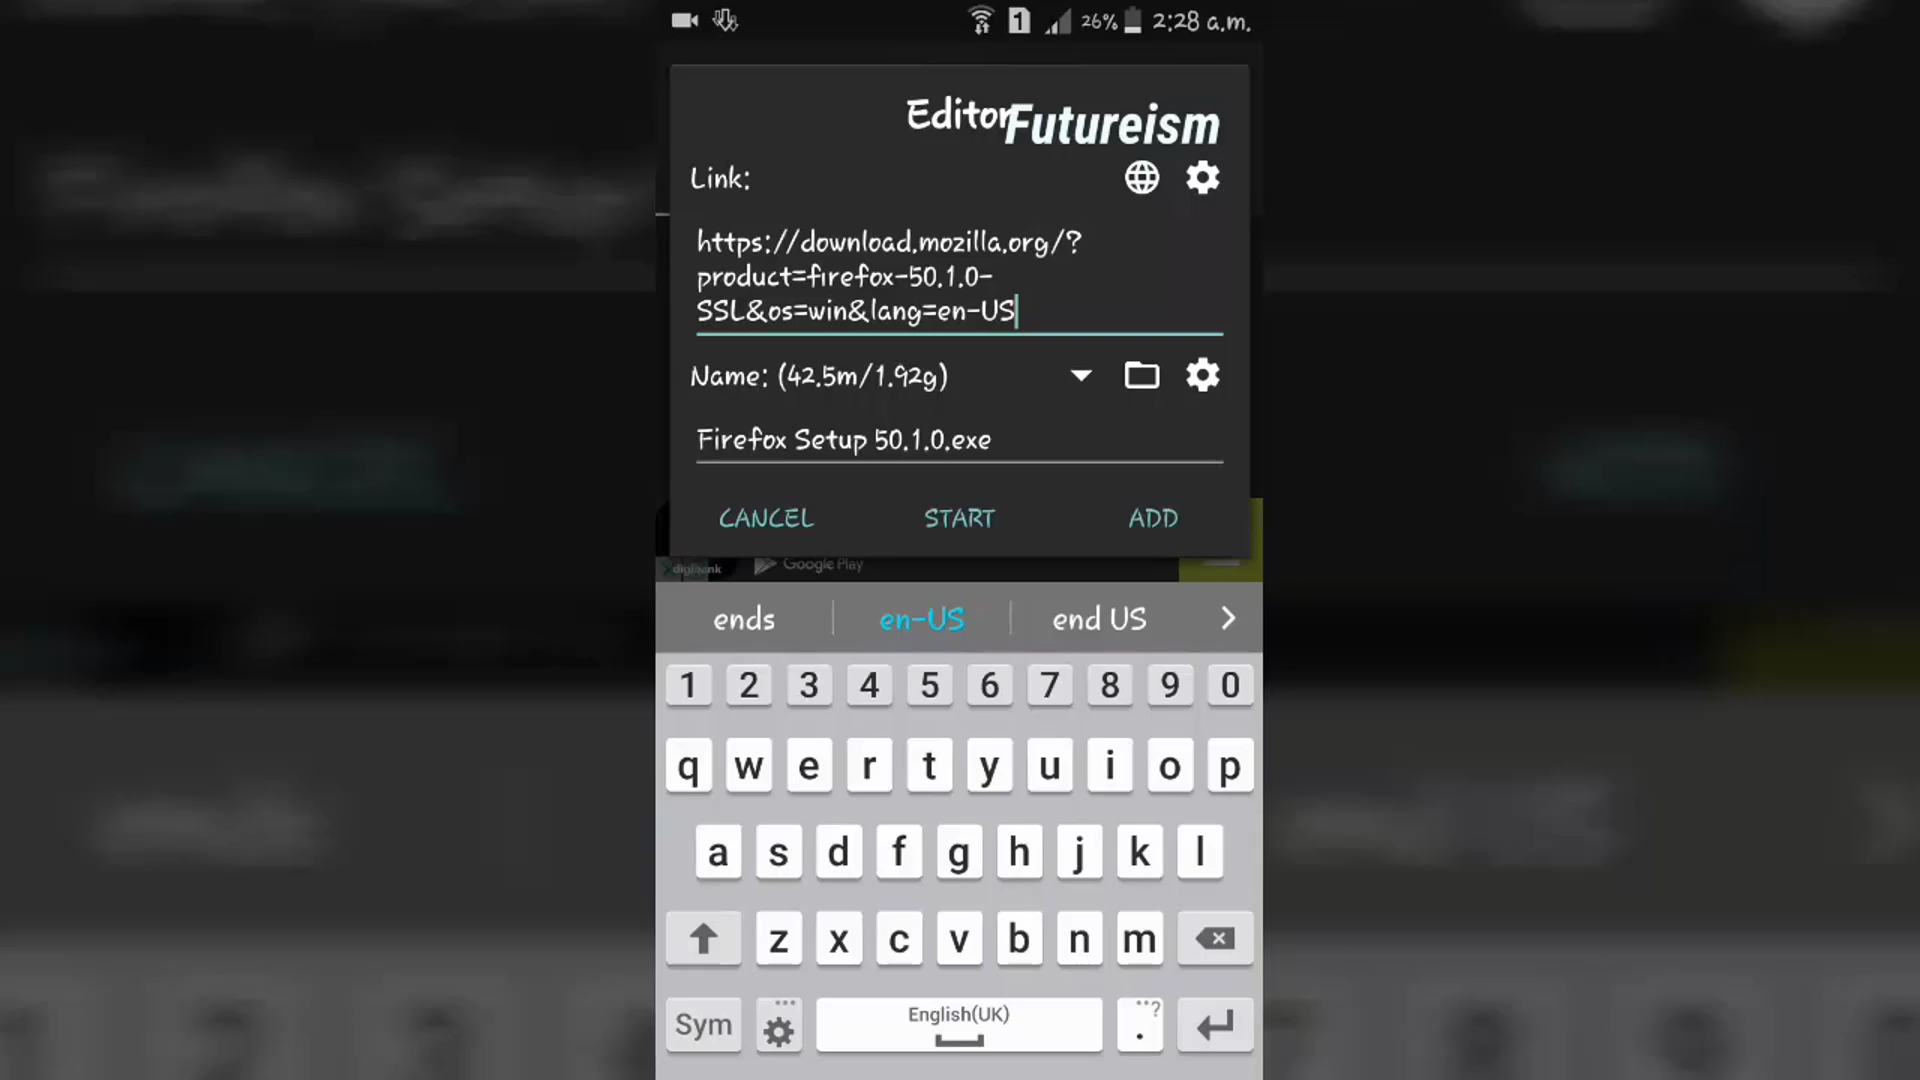 1 26% 2:28 a.m.
Editor
Futureism
Link:
https://download.mozilla.org/?
product=firefox-50.1.0-
SSL&os=win&lang=en-US
Name: (42.5m/1.92g)
Firefox Setup 50.1.0.exe
CANCEL START ADD
digibank Google Play
ends en-US end US
1 2 3 4 5 6 7 8 9 0
q w e r t y u i o p
a s d f g h j k l
z x c v b n m
Sym English(UK) . ...?